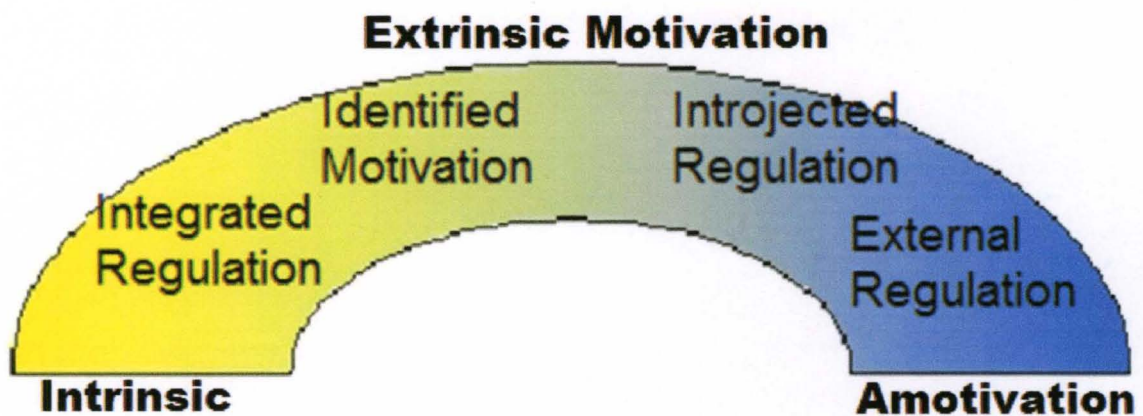 Extrinsic Motivation
Identified
Motivation
Introjected
Regulation
Integrated
Regulation
External
Regulation
Intrinsic
Amotivation